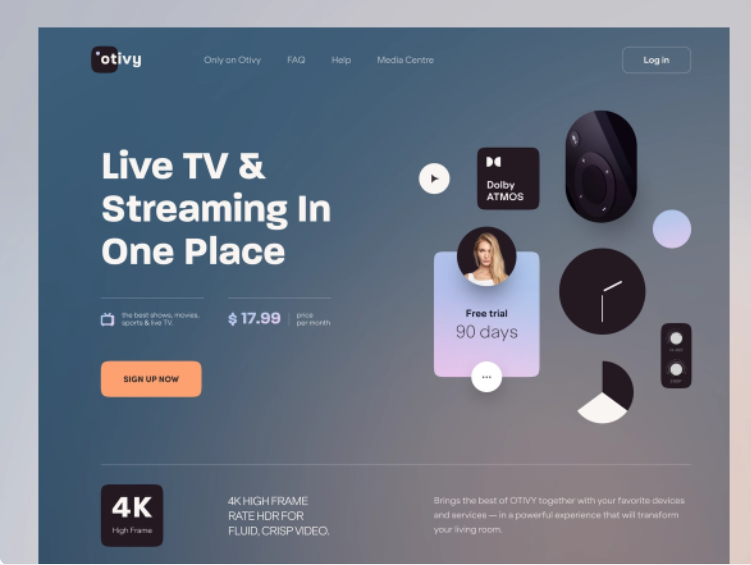 otivy
Only on Otivy
FAQ
Help
Media Centre
Log in
Live TV &
Streaming In
One Place
Dolby
ATMOS
the best shows, movies,
sports & live TV.
$ 17.99
price
per month
Free trial
90 days
SIGN UP NOW
4K
High Frame
4K HIGH FRAME
RATE HDR FOR
FLUID, CRISP VIDEO.
Brings the best of OTIVY together with your favorite devices
and services — in a powerful experience that will transform
your living room.